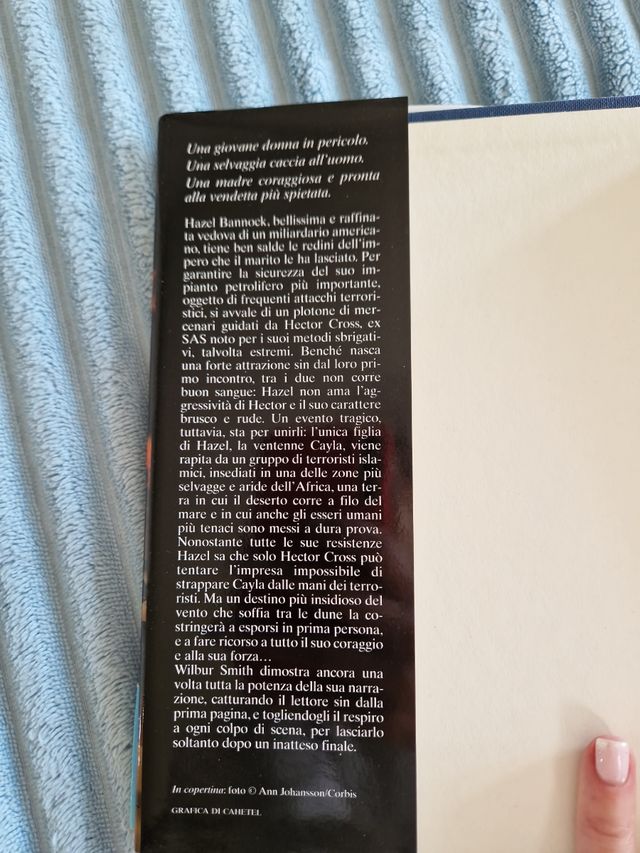 Una giovane donna in pericolo.
Una selvaggia caccia all'uomo.
Una madre coraggiosa e pronta
alla vendetta più spietata.
Hazel Bannock, bellissima e raffina-
ta vedova di un miliardario america-
no, tiene ben salde le redini dell'im-
pero che il marito le ha lasciato. Per
garantire la sicurezza del suo im-
pianto petrolifero più importante,
oggetto di frequenti attacchi terrori-
stici, si avvale di un plotone di mer-
cenari guidati da Hector Cross, ex
SAS noto per i suoi metodi sbrigati-
vi, talvolta estremi. Benché nasca
una forte attrazione sin dal loro pri-
mo incontro, tra i due non corre
buon sangue: Hazel non ama l'ag-
gressività di Hector e il suo carattere
brusco e rude. Un evento tragico,
tuttavia, sta per unirli: l'unica figlia
di Hazel, la ventenne Cayla, viene
rapita da un gruppo di terroristi isla-
mici, insediati in una delle zone più
selvagge e aride dell'Africa, una ter-
ra in cui il deserto corre a filo del
mare e in cui anche gli esseri umani
più tenaci sono messi a dura prova.
Nonostante tutte le sue resistenze
Hazel sa che solo Hector Cross può
tentare l'impresa impossibile di
strappare Cayla dalle mani dei terro-
risti. Ma un destino più insidioso del
vento che soffia tra le dune la co-
stringerà a esporsi in prima persona,
e a fare ricorso a tutto il suo coraggio
e alla sua forza...
Wilbur Smith dimostra ancora una
volta tutta la potenza della sua narra-
zione, catturando il lettore sin dalla
prima pagina, e togliendogli il respiro
a ogni colpo di scena, per lasciarlo
soltanto dopo un inatteso finale.
In copertina: foto © Ann Johansson/Corbis
GRAFICA DI CAHETEL